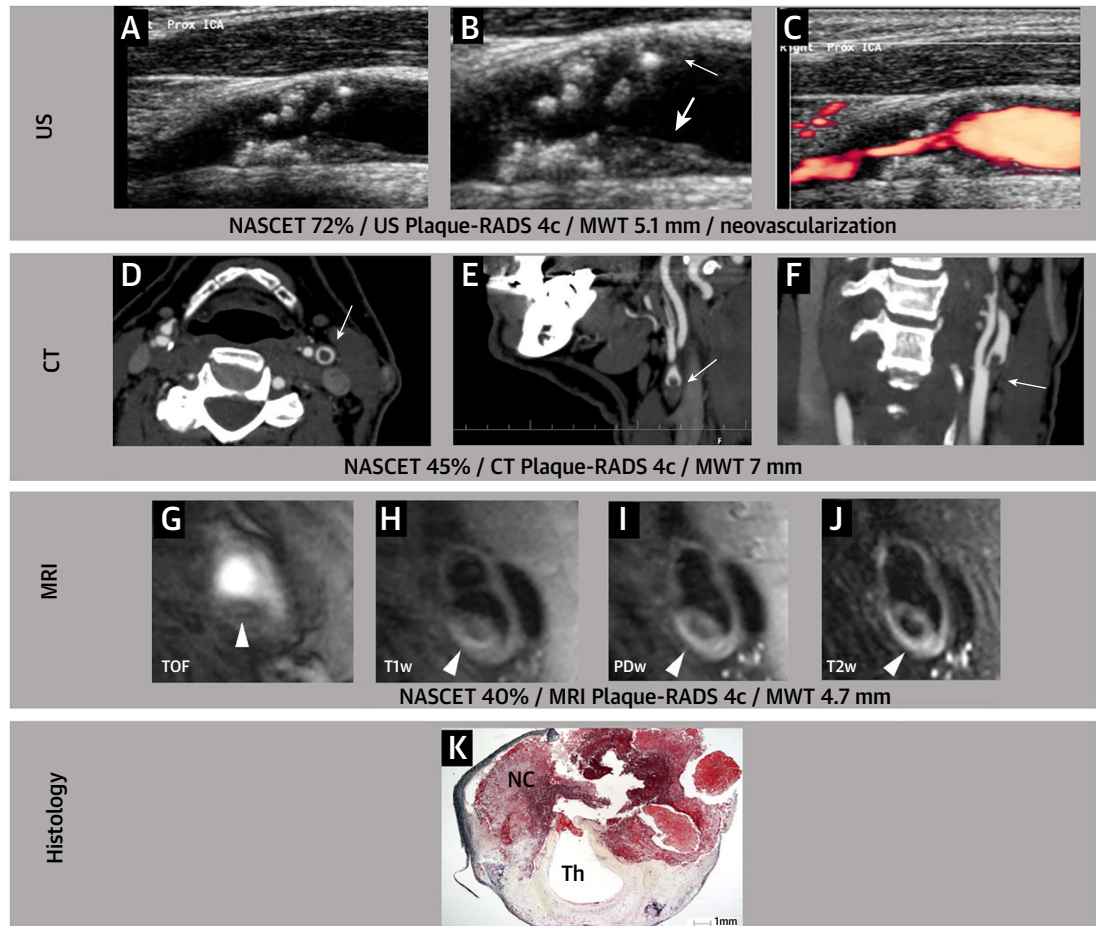 A
t Prox ICA
B
C
Right Prox ICA
US
NASCET 72% / US Plaque-RADS 4c / MWT 5.1 mm / neovascularization
D
E
F
F
CT
NASCET 45% / CT Plaque-RADS 4c / MWT 7 mm
G
TOF
H
T1w
I
PDw
J
T2w
MRI
NASCET 40% / MRI Plaque-RADS 4c / MWT 4.7 mm
K
NC
Th
1mm
Histology